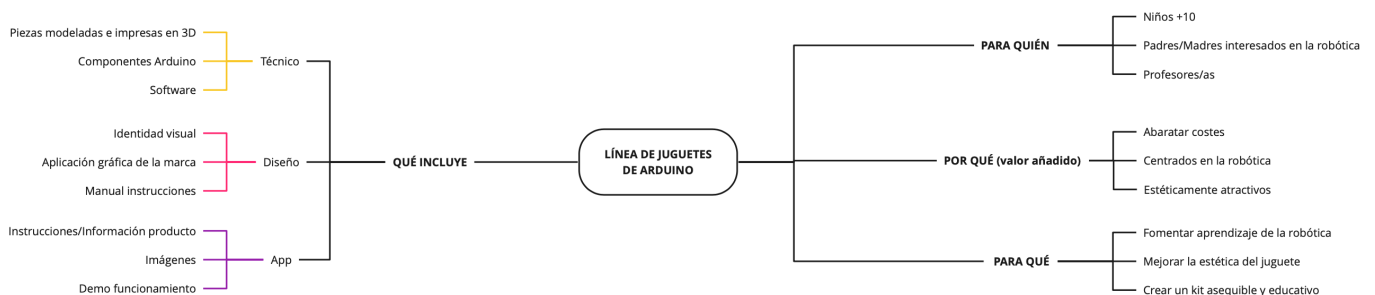 Piezas modeladas e impresas en 3D
Componentes Arduino
Software
Técnico
Identidad visual
Aplicación gráfica de la marca
Manual instrucciones
Diseño
Instrucciones/Información producto
Imágenes
Demo funcionamiento
App
QUÉ INCLUYE
LÍNEA DE JUGUETES
DE ARDUINO
PARA QUIÉN
Niños +10
Padres/Madres interesados en la robótica
Profesores/as
POR QUÉ (valor añadido)
Abaratar costes
Centrados en la robótica
Estéticamente atractivos
PARA QUÉ
Fomentar aprendizaje de la robótica
Mejorar la estética del juguete
Crear un kit asequible y educativo